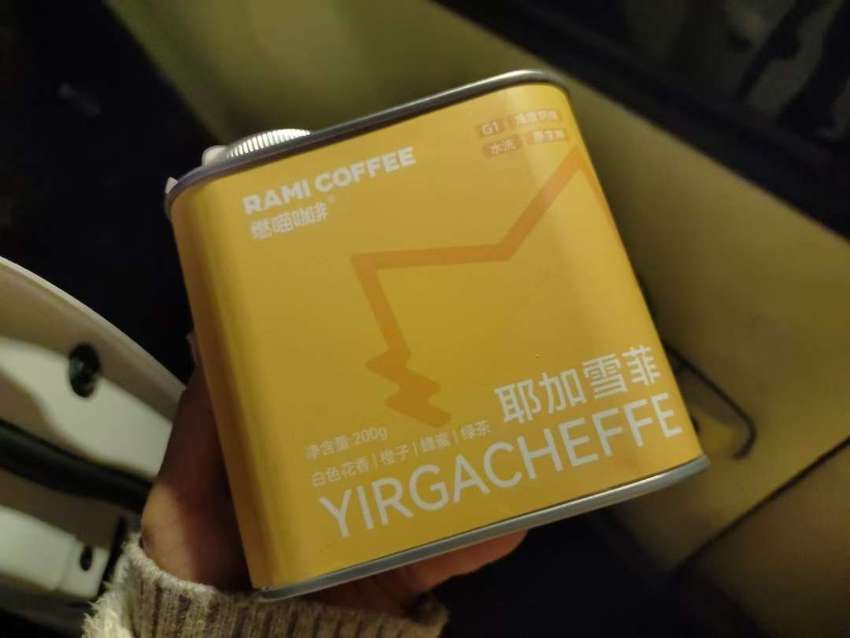 RAMI COFFEE
燃喵咖啡®
G1
水洗
耶加雪菲
净含量:200g
白色花香|橙子|蜂蜜|绿茶
YIRGACHEFFE